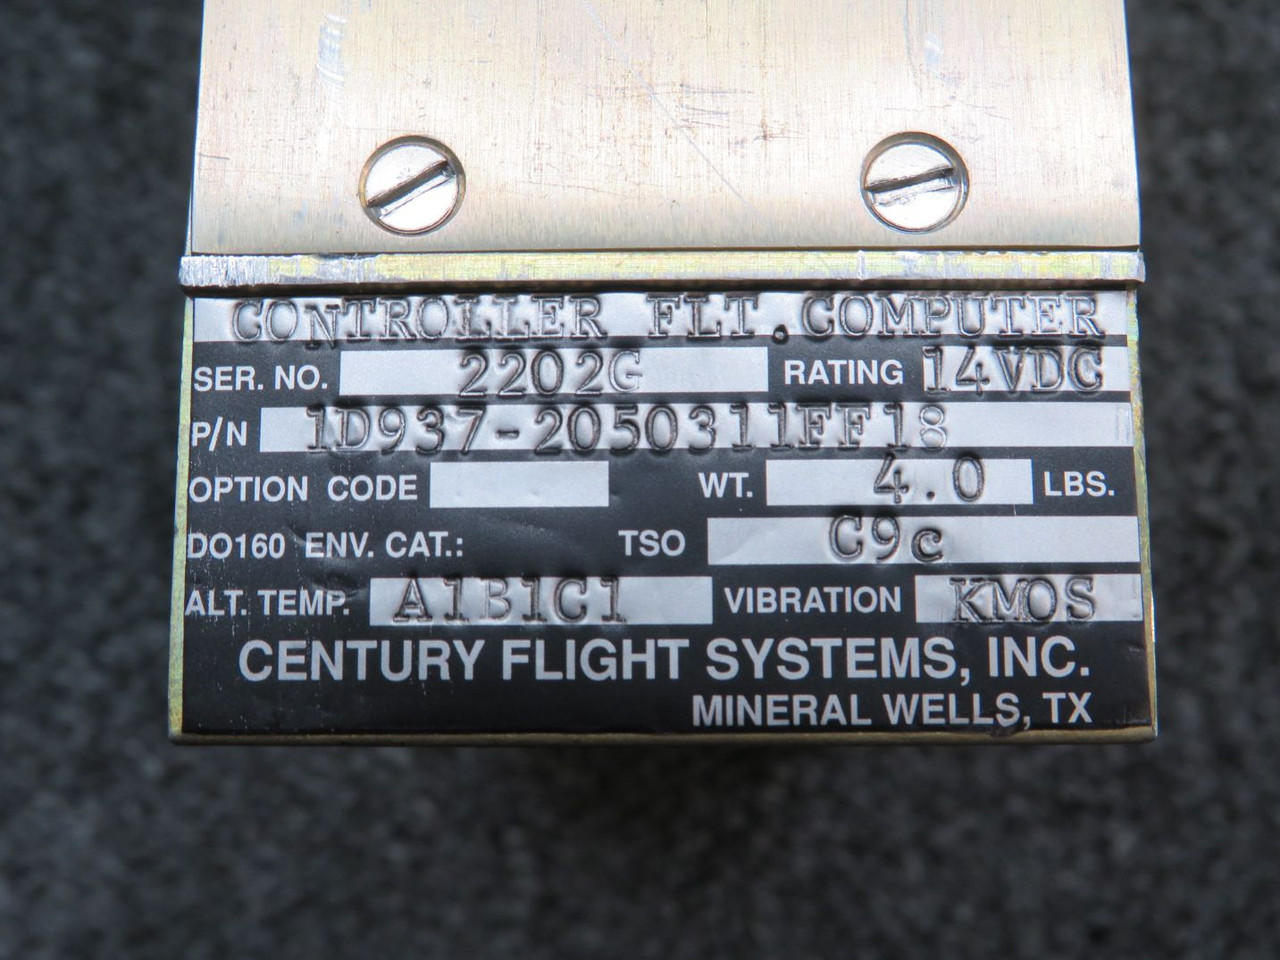 CONTROLLER FLT.COMPUTER
SER. NO. 2202G RATING 14VDC
P/N 1D937-2050311FF18
OPTION CODE WT. 4.0 LBS.
DO160 ENV. CAT.: TSO C9c
ALT. TEMP. A1B1C1 VIBRATION KMOS
CENTURY FLIGHT SYSTEMS, INC.
MINERAL WELLS, TX